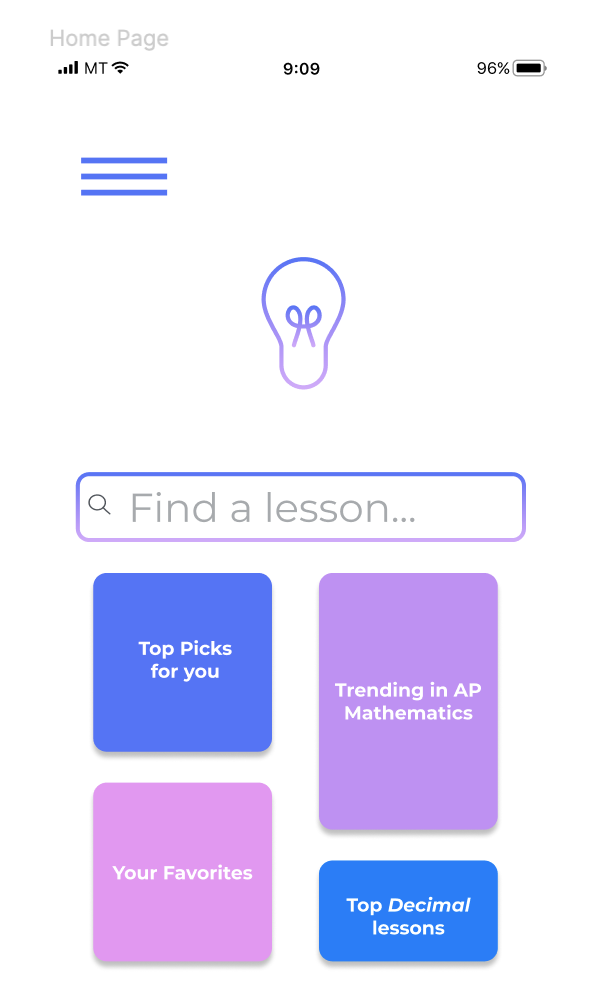 Home Page
MT 9:09 96%
Find a lesson...
Top Picks
for you
Trending in AP
Mathematics
Your Favorites
Top Decimal
lessons